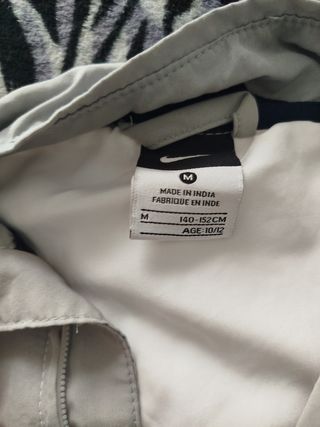 M
MADE IN INDIA
FABRIQUE EN INDE
M 140-152CM
AGE:10/12